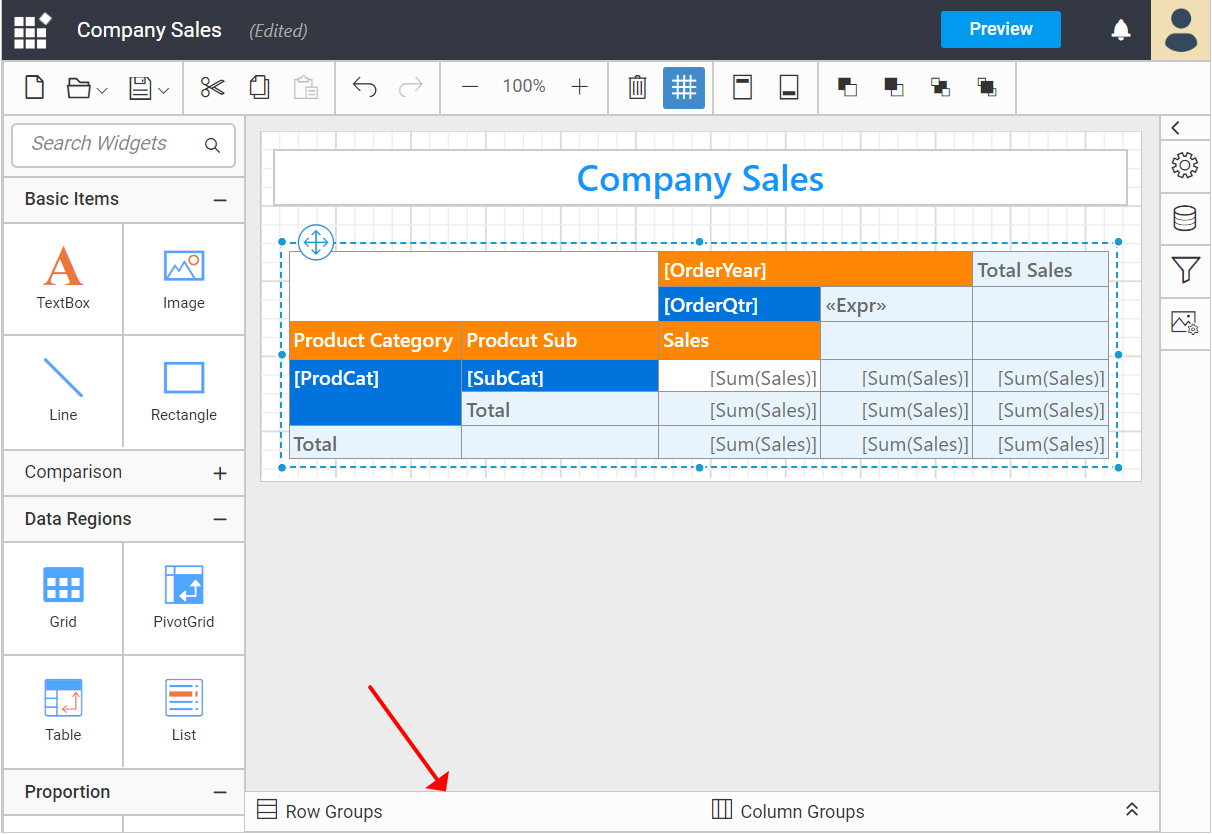 Company Sales (Edited) Preview
100%
Search Widgets
Basic Items
TextBox Image
Line Rectangle
Comparison
Data Regions
Grid PivotGrid
Table List
Proportion
Company Sales
[OrderYear] Total Sales
[OrderQtr] «Expr»
Product Category Prodcut Sub Sales
[ProdCat] [SubCat] [Sum(Sales)] [Sum(Sales)] [Sum(Sales)]
Total [Sum(Sales)] [Sum(Sales)] [Sum(Sales)]
Total [Sum(Sales)] [Sum(Sales)] [Sum(Sales)]
Row Groups Column Groups